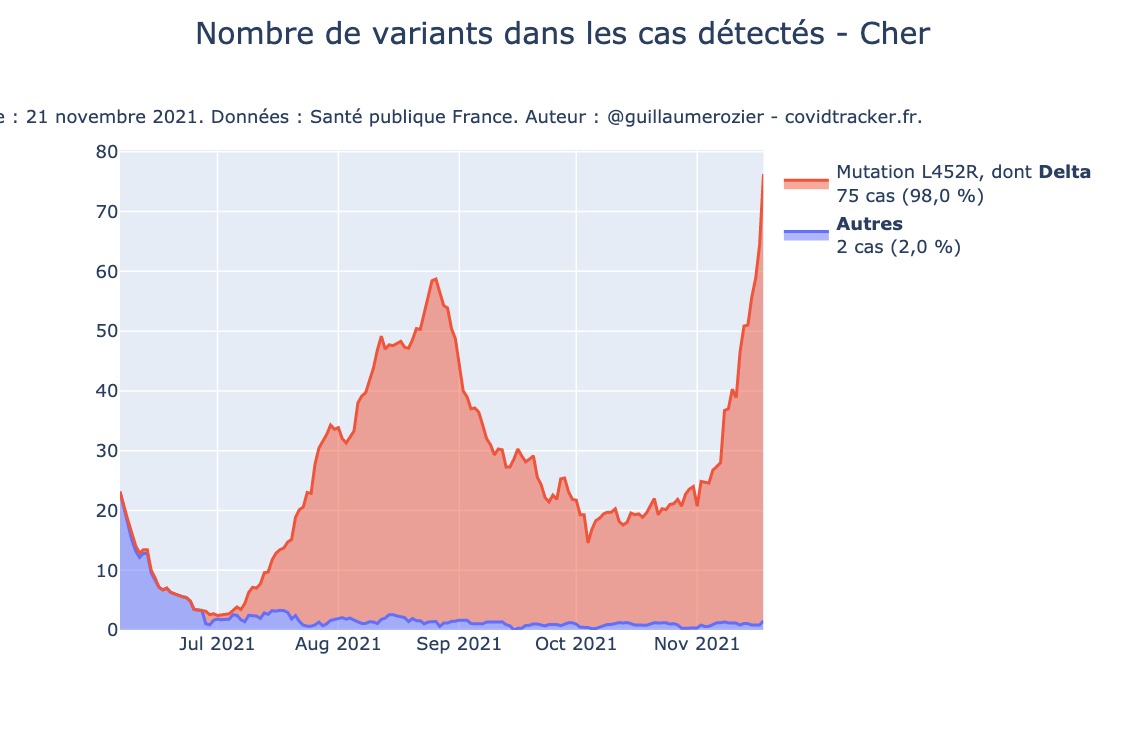 Nombre de variants dans les cas détectés - Cher
: 21 novembre 2021. Données : Santé publique France. Auteur : @guillaumerozier - covidtracker.fr.
80
70
60
50
40
30
20
10
0
Jul 2021
Aug 2021
Sep 2021
Oct 2021
Nov 2021
Mutation L452R, dont Delta
75 cas (98,0 %)
Autres
2 cas (2,0 %)